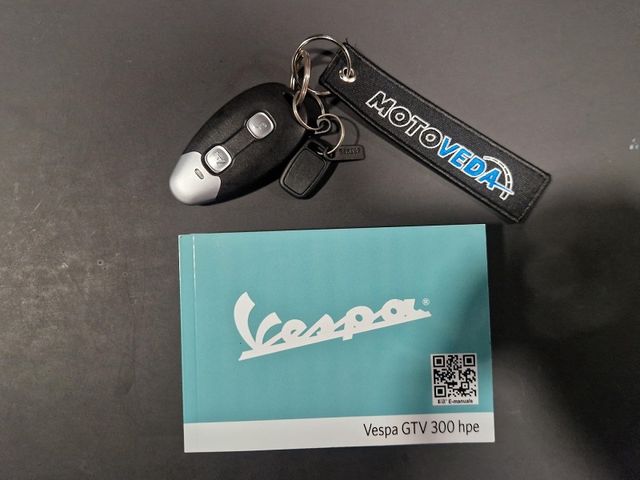 MOTOVEDA
Vespa®
E-manuals
Vespa GTV 300 hpe